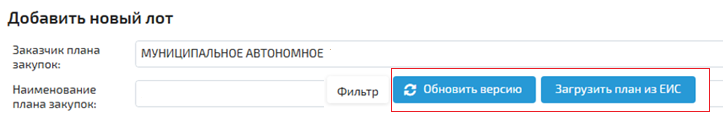 Добавить новый лот
Заказчик плана
закупок:
МУНИЦИПАЛЬНОЕ АВТОНОМНОЕ
Наименование
плана закупок:
Фильтр
Обновить версию
Загрузить план из ЕИС